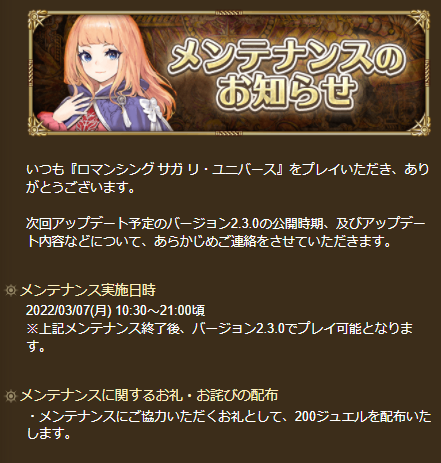 メンテナンスの
お知らせ
いつも『ロマンシング サガ リ・ユニバース』をプレイいただき、あり
がとうございます。
次回アップデート予定のバージョン2.3.0の公開時期、及びアップデー
ト内容などについて、あらかじめご連絡をさせていただきます。
メンテナンス実施日時
2022/03/07(月) 10:30～21:00頃
※上記メンテナンス終了後、バージョン2.3.0でプレイ可能となりま
す。
メンテナンスに関するお礼・お詫びの配布
・メンテナンスにご協力いただくお礼として、200ジュエルを配布いた
します。